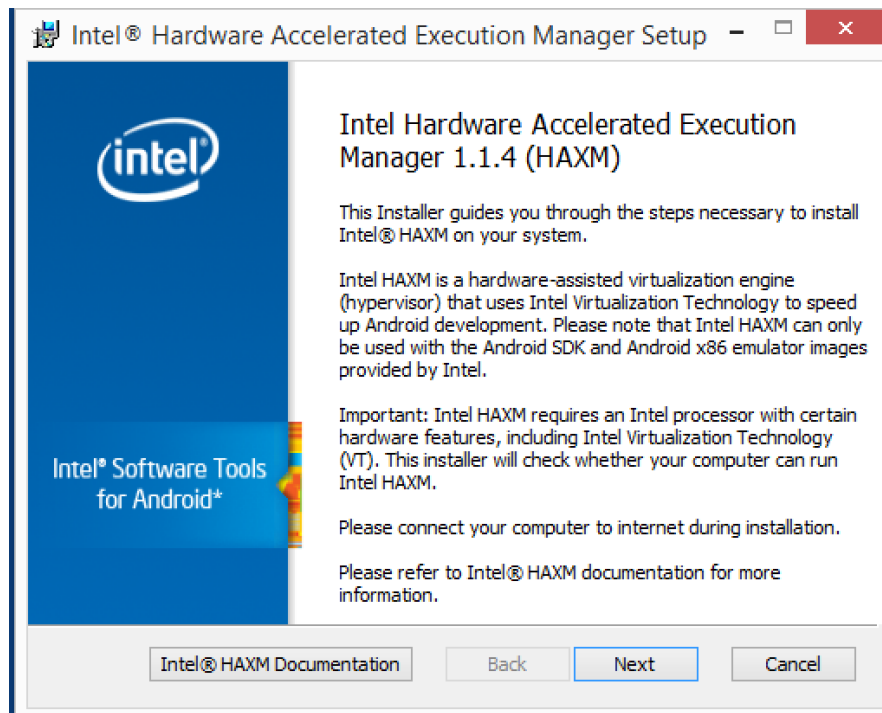 Intel® Hardware Accelerated Execution Manager Setup
intel®
Intel Hardware Accelerated Execution
Manager 1.1.4 (HAXM)
This Installer guides you through the steps necessary to install
Intel® HAXM on your system.
Intel HAXM is a hardware-assisted virtualization engine
(hypervisor) that uses Intel Virtualization Technology to speed
up Android development. Please note that Intel HAXM can only
be used with the Android SDK and Android x86 emulator images
provided by Intel.
Important: Intel HAXM requires an Intel processor with certain
hardware features, including Intel Virtualization Technology
(VT). This installer will check whether your computer can run
Intel HAXM.
Intel® Software Tools
for Android*
Please connect your computer to internet during installation.
Please refer to Intel® HAXM documentation for more
information.
Intel® HAXM Documentation
Back
Next
Cancel